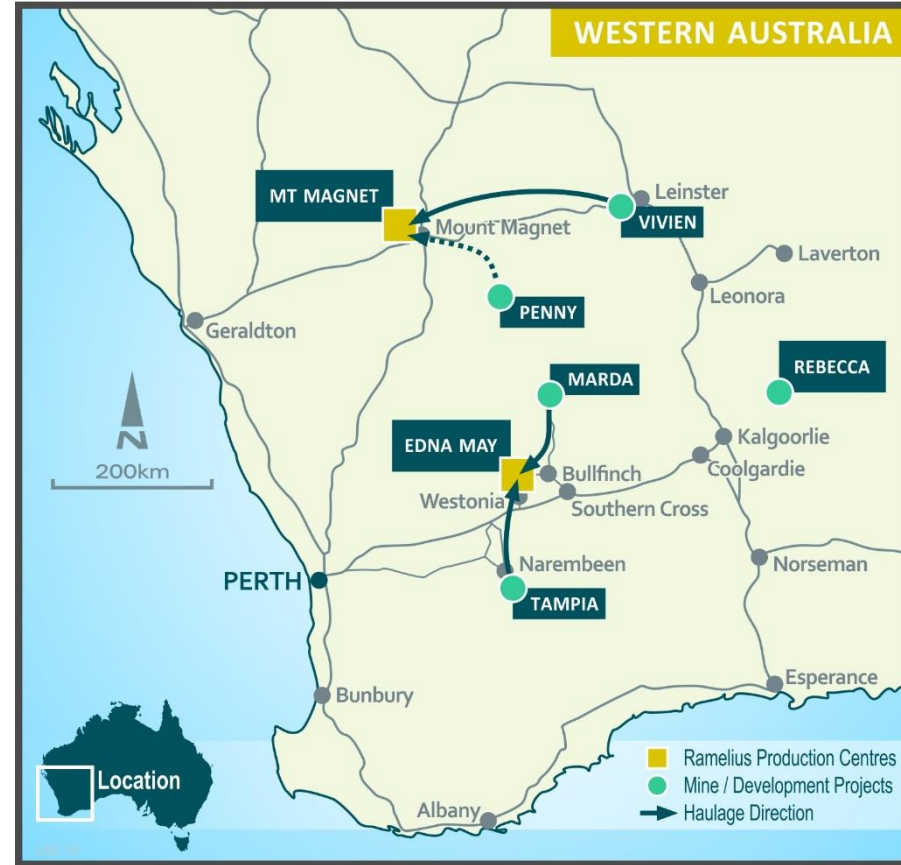 WESTERN AUSTRALIA
MT MAGNET
Leinster
VIVIEN
Mount Magnet
Laverton
Leonora
PENNY
Geraldton
REBECCA
MARDA
N
200km
EDNA MAY
Kalgoorlie
Coolgardie
Bullfinch
Westonia
Southern Cross
Narembeen
Norseman
PERTH
TAMPIA
Esperance
Bunbury
Location
Ramelius Production Centres
Mine / Development Projects
Haulage Direction
Albany